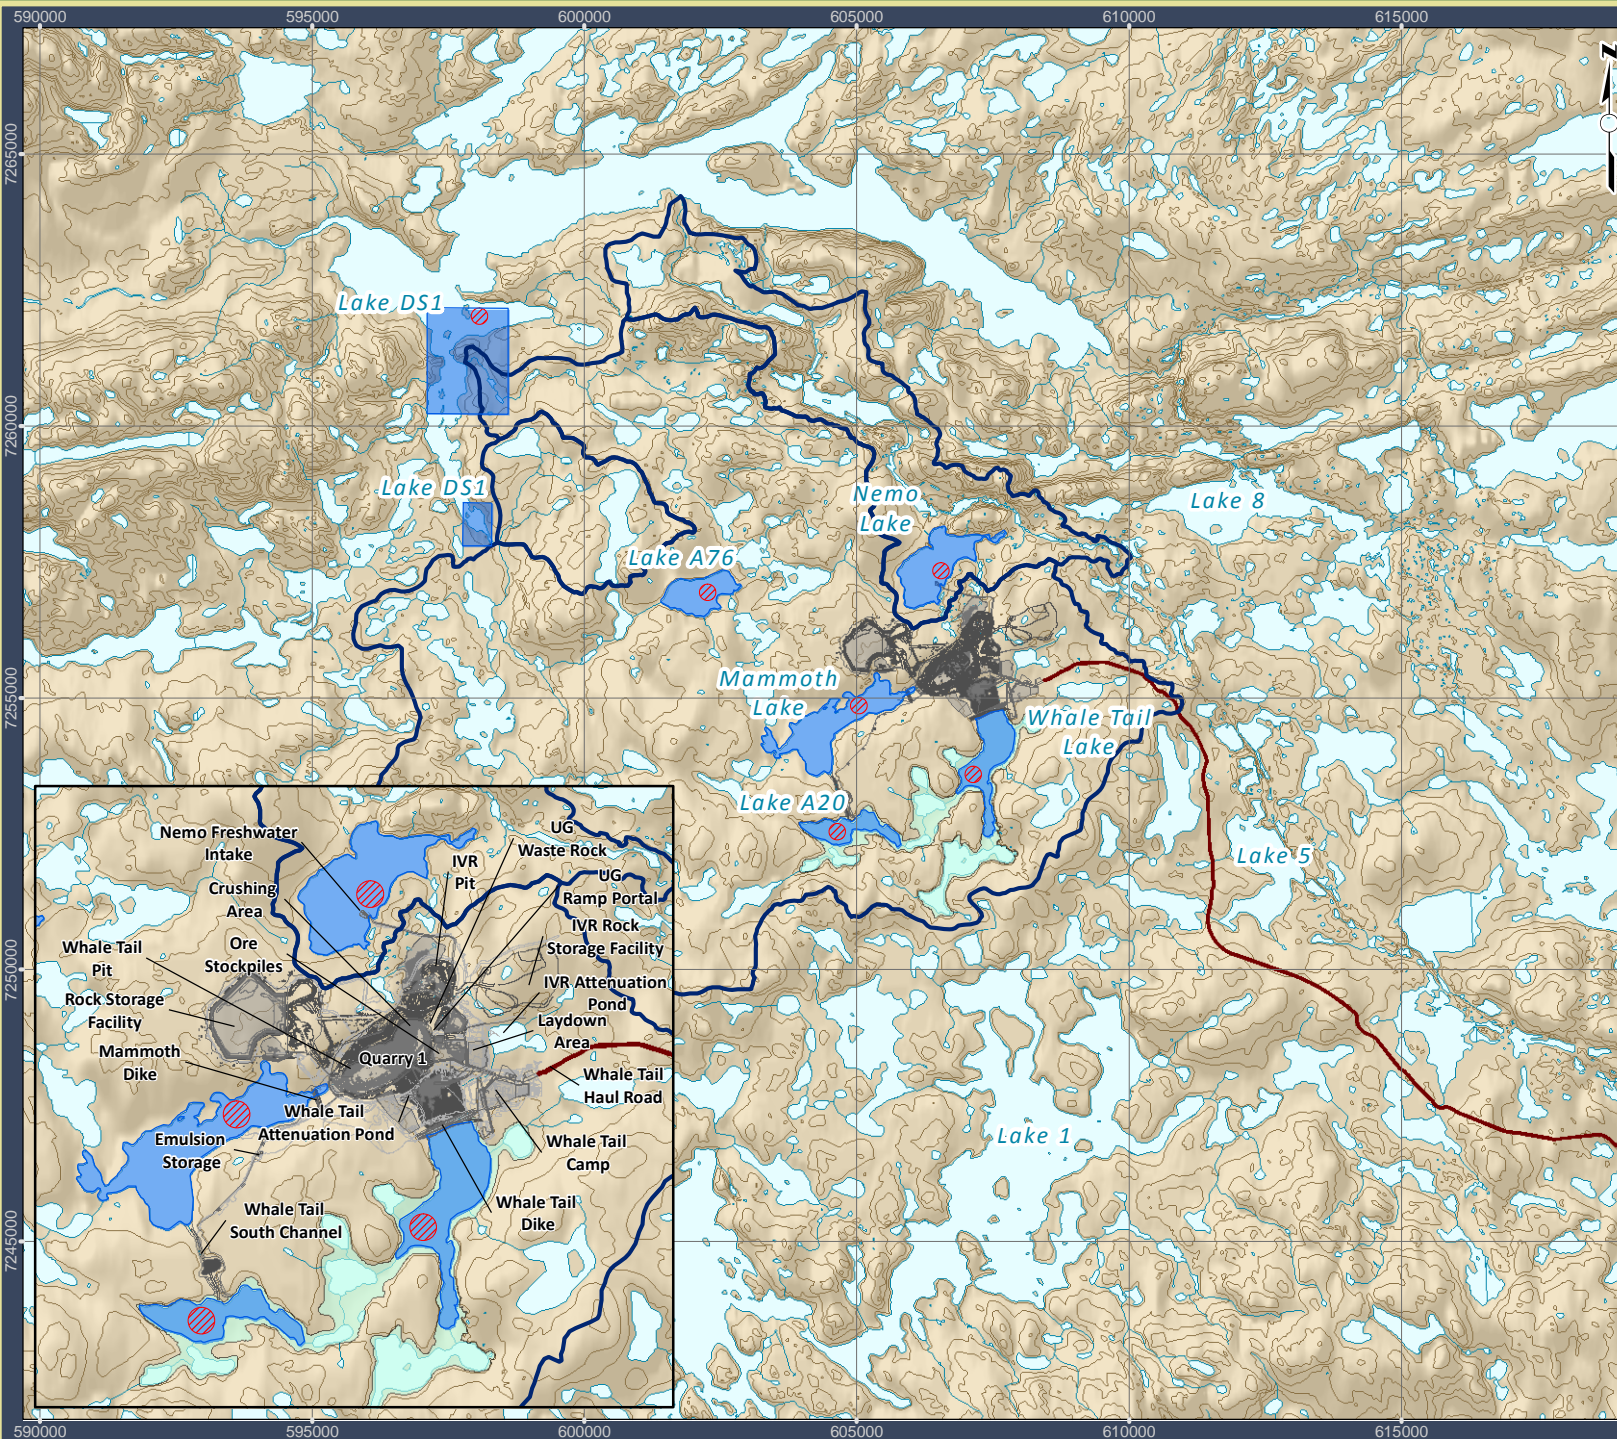 590000
595000
600000
605000
610000
615000
7265000
7260000
7255000
7250000
7245000
Lake DS1
Lake DS1
Lake A76
Nemo
Lake
Lake 8
Mammoth
Lake
Whale Tail
Lake
Lake A20
Lake 5
Lake 1
Nemo Freshwater
Intake
Crushing
Area
Ore
Stockpiles
Whale Tail
Pit
Rock Storage
Facility
Mammoth
Dike
IVR
Pit
UG
Waste Rock
UG
Ramp Portal
IVR Rock
Storage Facility
IVR Attenuation
Pond
Laydown
Area
Quarry 1
Whale Tail
Haul Road
Whale Tail
Attenuation Pond
Emulsion
Storage
Whale Tail
Camp
Whale Tail
South Channel
Whale Tail
Dike
590000
595000
600000
605000
610000
615000